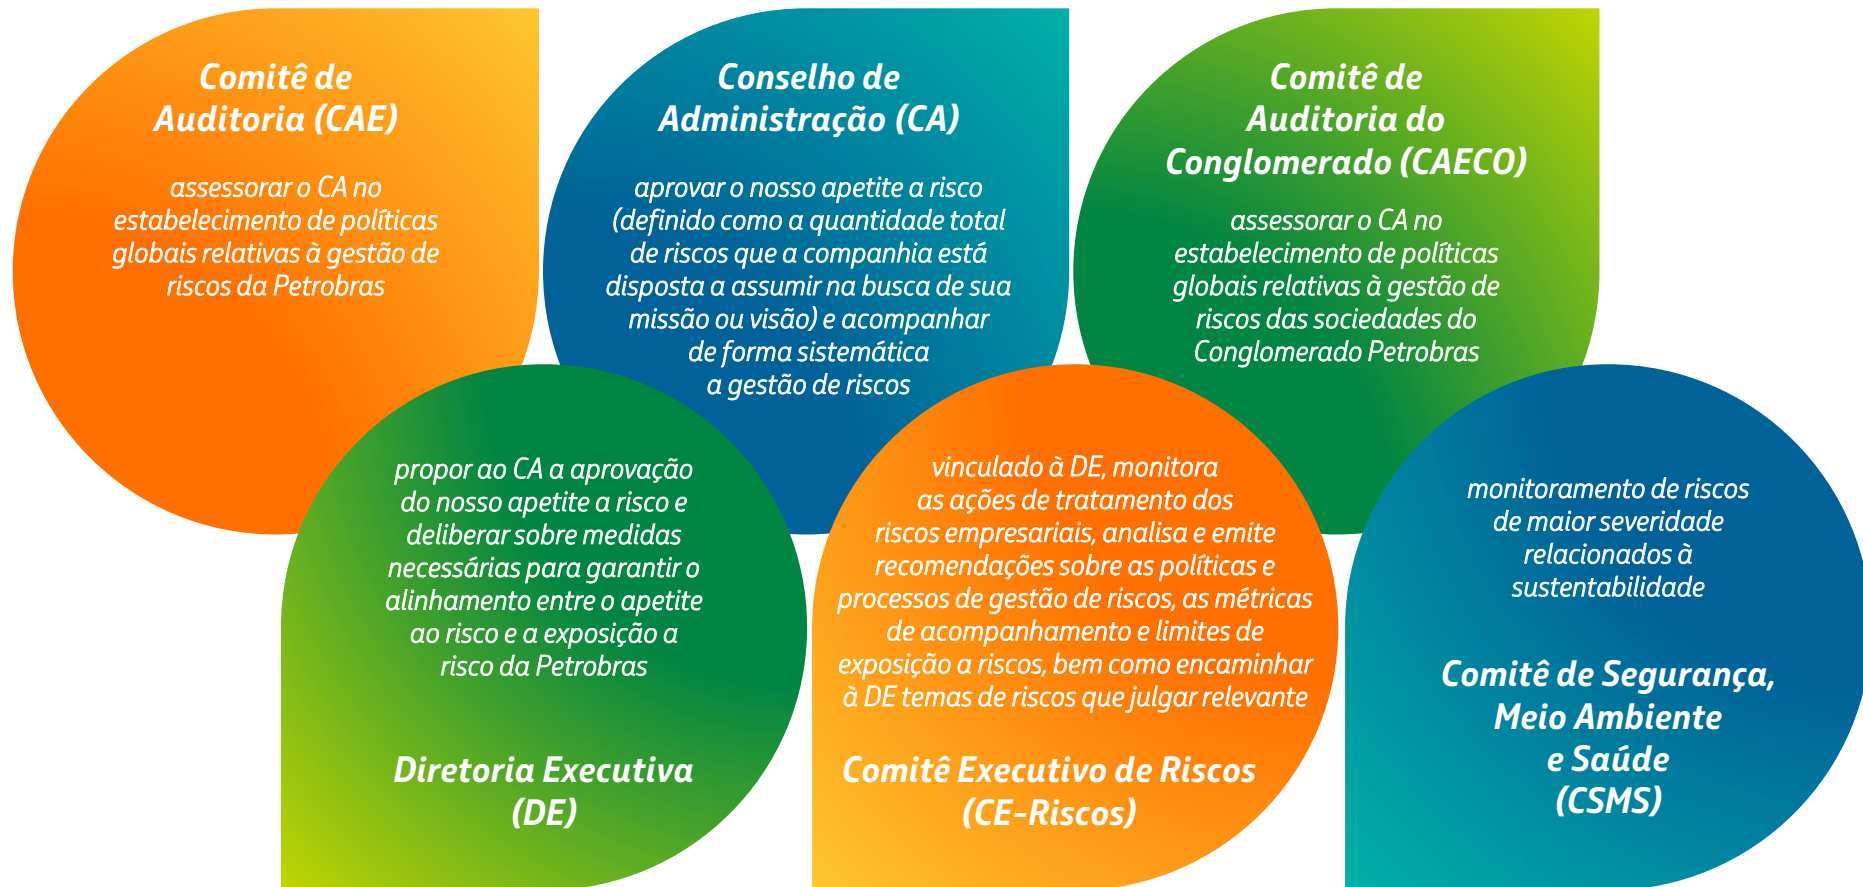 Comitê de
Auditoria (CAE)
assessorar o CA no
estabelecimento de políticas
globais relativas à gestão de
riscos da Petrobras
Conselho de
Administração (CA)
aprovar o nosso apetite a risco
(definido como a quantidade total
de riscos que a companhia está
disposta a assumir na busca de sua
missão ou visão) e acompanhar
de forma sistemática
a gestão de riscos
Comitê de
Auditoria do
Conglomerado (CAECO)
assessorar o CA no
estabelecimento de políticas
globais relativas à gestão de
riscos das sociedades do
Conglomerado Petrobras
propor ao CA a aprovação
do nosso apetite a risco e
deliberar sobre medidas
necessárias para garantir o
alinhamento entre o apetite
ao risco e a exposição a
risco da Petrobras
Diretoria Executiva
(DE)
vinculado à DE, monitora
as ações de tratamento dos
riscos empresariais, analisa e emite
recomendações sobre as políticas e
processos de gestão de riscos, as métricas
de acompanhamento e limites de
exposição a riscos, bem como encaminhar
à DE temas de riscos que julgar relevante
Comitê Executivo de Riscos
(CE-Riscos)
monitoramento de riscos
de maior severidade
relacionados à
sustentabilidade
Comitê de Segurança,
Meio Ambiente
e Saúde
(CSMS)